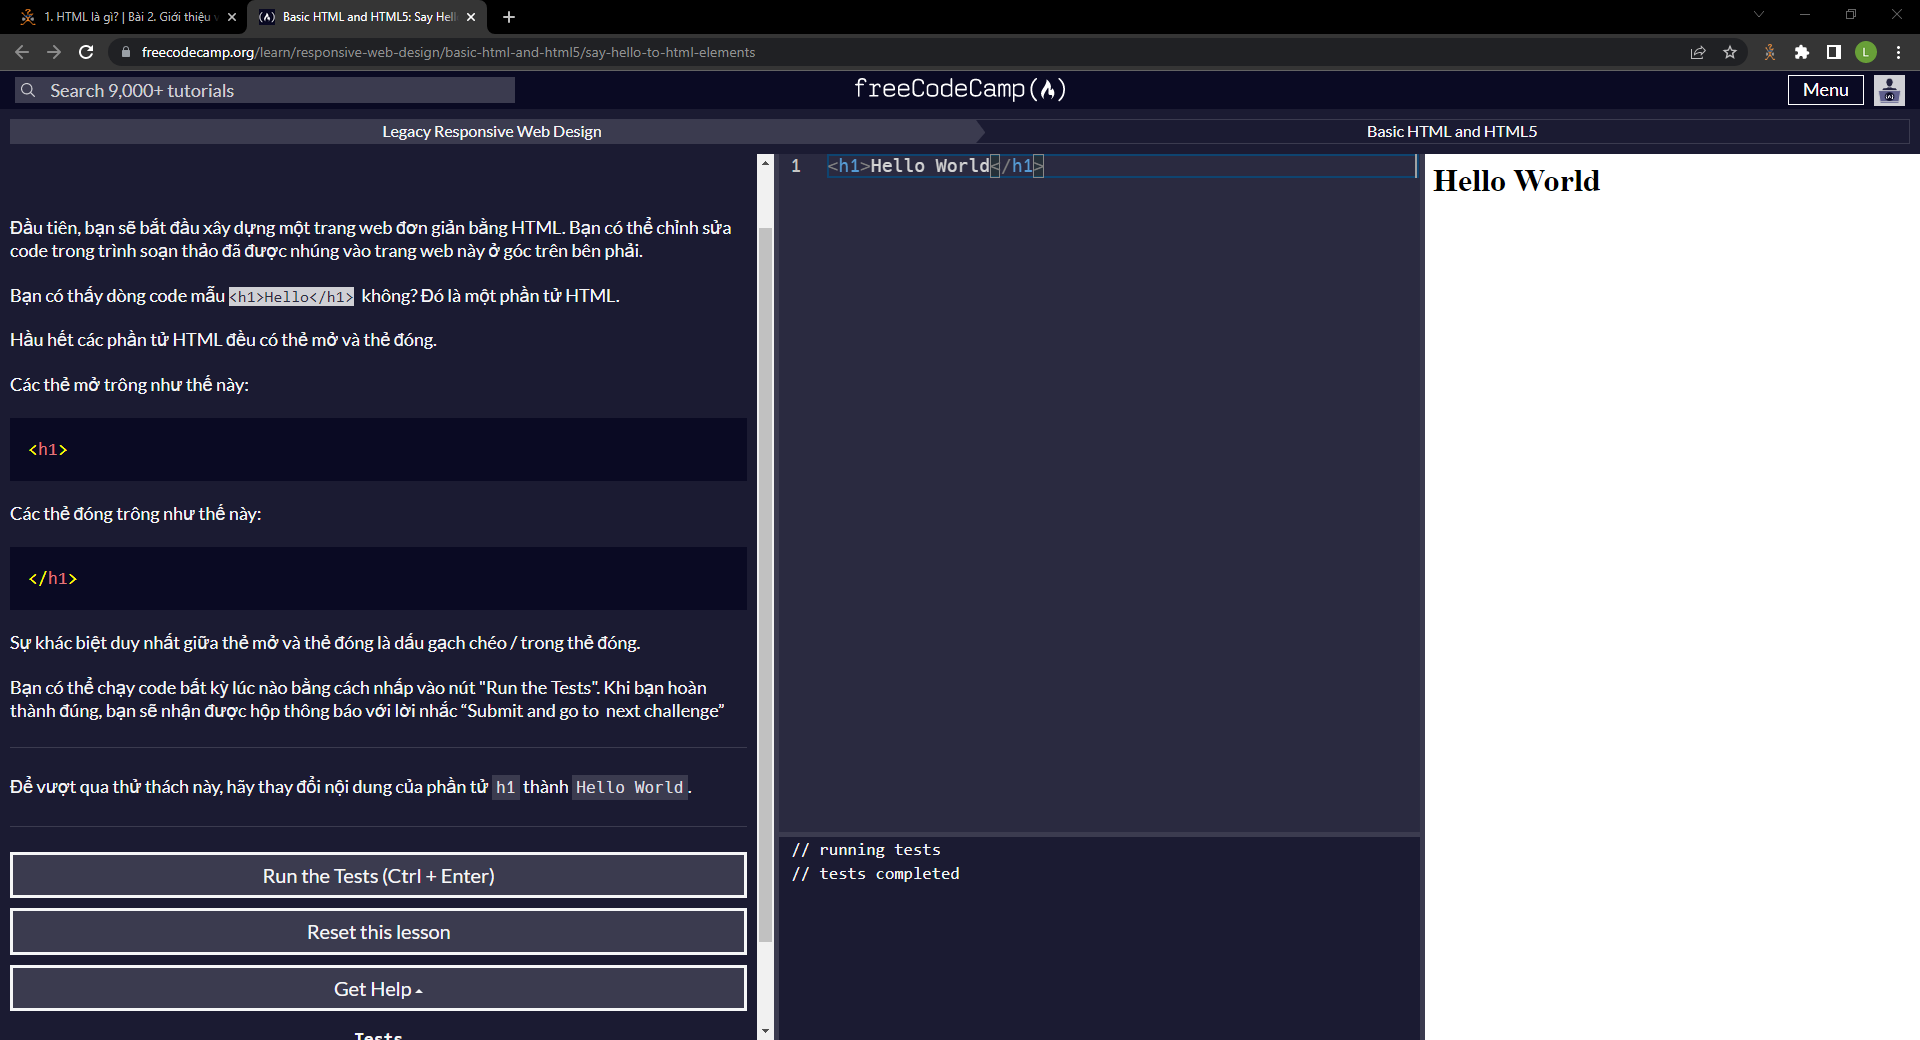 1. HTML là gì? | Bài 2. Giới thiệu
Basic HTML and HTML5: Say Hell
freecodecamp.org/learn/responsive-web-design/basic-html-and-html5/say-hello-to-html-elements
L
Search 9,000+ tutorials
freeCodeCamp
Menu
Legacy Responsive Web Design
Basic HTML and HTML5
Đầu tiên, bạn sẽ bắt đầu xây dựng một trang web đơn giản bằng HTML. Bạn có thể chỉnh sửa
code trong trình soạn thảo đã được nhúng vào trang web này ở góc trên bên phải.
Bạn có thấy dòng code mẫu <h1>Hello</h1> không? Đó là một phần tử HTML.
Hầu hết các phần tử HTML đều có thẻ mở và thẻ đóng.
Các thẻ mở trông như thế này:
<h1>
Các thẻ đóng trông như thế này:
</h1>
Sự khác biệt duy nhất giữa thẻ mở và thẻ đóng là dấu gạch chéo / trong thẻ đóng.
Bạn có thể chạy code bất kỳ lúc nào bằng cách nhấp vào nút "Run the Tests". Khi bạn hoàn
thành đúng, bạn sẽ nhận được hộp thông báo với lời nhắc “Submit and go to next challenge”
Để vượt qua thử thách này, hãy thay đổi nội dung của phần tử h1 thành Hello World.
Run the Tests (Ctrl + Enter)
Reset this lesson
Get Help
Tests
1 <h1>Hello World</h1>
// running tests
// tests completed
Hello World